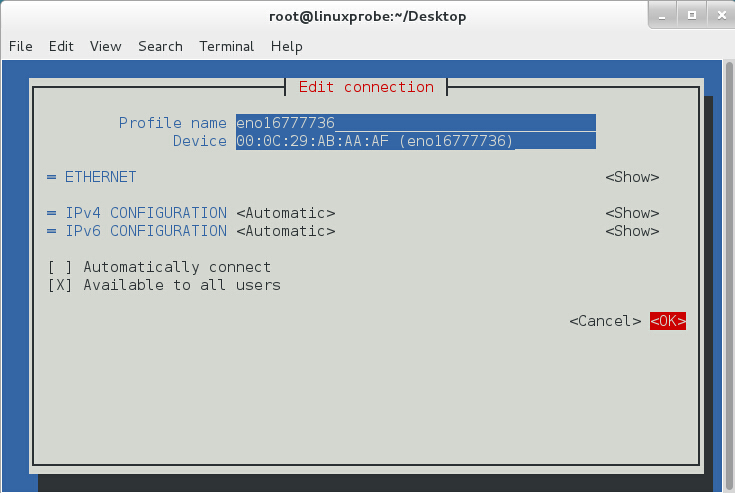 root@linuxprobe:~/Desktop
File Edit View Search Terminal Help
Edit connection
Profile name eno16777736
Device 00:0C:29:AB:AA:AF (eno16777736)
= ETHERNET <Show>
= IPv4 CONFIGURATION <Automatic> <Show>
= IPv6 CONFIGURATION <Automatic> <Show>
[ ] Automatically connect
[X] Available to all users
<Cancel> <OK>